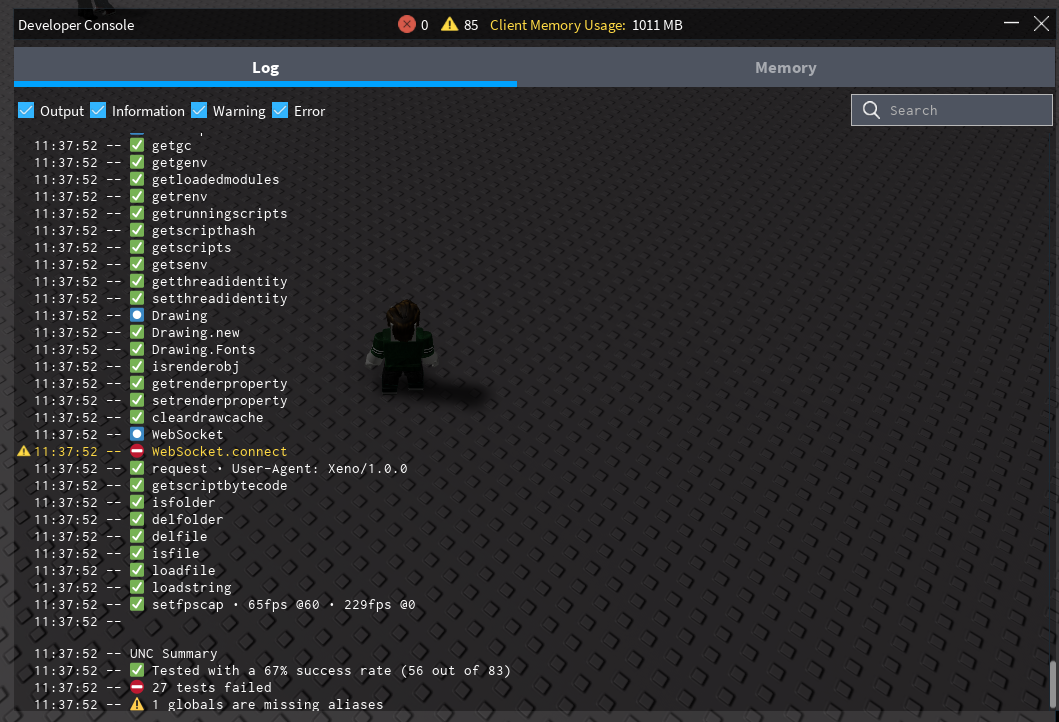 Developer Console
0
85
Client Memory Usage: 1011 MB
Log
Memory
Output
Information
Warning
Error
Search
11:37:52 -- ✅ getgc
11:37:52 -- ✅ getgenv
11:37:52 -- ✅ getloadedmodules
11:37:52 -- ✅ getrenv
11:37:52 -- ✅ getrunningscripts
11:37:52 -- ✅ getscripthash
11:37:52 -- ✅ getscripts
11:37:52 -- ✅ getsenv
11:37:52 -- ✅ getthreadidentity
11:37:52 -- ✅ setthreadidentity
11:37:52 -- ⏺️ Drawing
11:37:52 -- ✅ Drawing.new
11:37:52 -- ✅ Drawing.Fonts
11:37:52 -- ✅ isrenderobj
11:37:52 -- ✅ getrenderproperty
11:37:52 -- ✅ setrenderproperty
11:37:52 -- ✅ cleardrawcache
11:37:52 -- ⏺️ WebSocket
11:37:52 -- ⛔ WebSocket.connect
11:37:52 -- ✅ request • User-Agent: Xeno/1.0.0
11:37:52 -- ✅ getscriptbytecode
11:37:52 -- ✅ isfolder
11:37:52 -- ✅ delfolder
11:37:52 -- ✅ delfile
11:37:52 -- ✅ isfile
11:37:52 -- ✅ loadfile
11:37:52 -- ✅ loadstring
11:37:52 -- ✅ setfpscap • 65fps @60 • 229fps @0
11:37:52 --
11:37:52 -- UNC Summary
11:37:52 -- ✅ Tested with a 67% success rate (56 out of 83)
11:37:52 -- ⛔ 27 tests failed
11:37:52 -- ⚠️ 1 globals are missing aliases